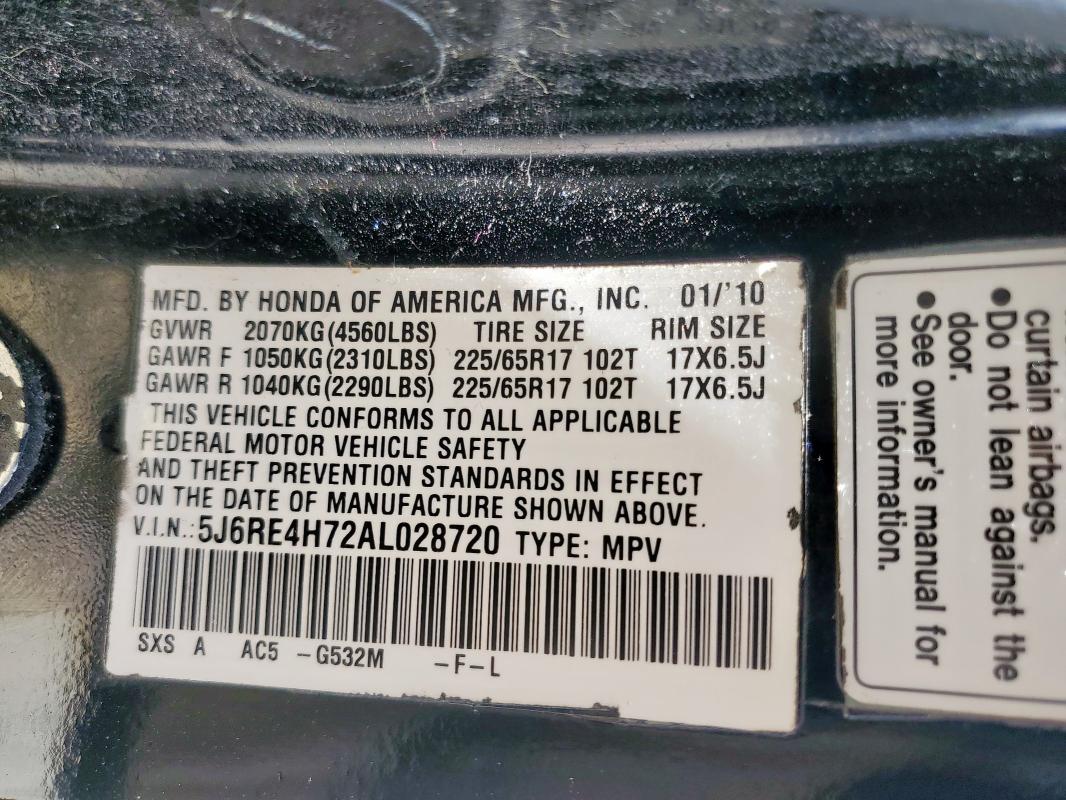 MFD. BY HONDA OF AMERICA MFG., INC. 01/'10
GVWR 2070KG(4560LBS) TIRE SIZE RIM SIZE
GAWR F 1050KG(2310LBS) 225/65R17 102T 17X6.5J
GAWR R 1040KG(2290LBS) 225/65R17 102T 17X6.5J
THIS VEHICLE CONFORMS TO ALL APPLICABLE
FEDERAL MOTOR VEHICLE SAFETY
AND THEFT PREVENTION STANDARDS IN EFFECT
ON THE DATE OF MANUFACTURE SHOWN ABOVE.
V.I.N.: 5J6RE4H72AL028720 TYPE: MPV
SXS A AC5 -G532M -F-L
curtain airbags.
•Do not lean against the
door.
•See owner's manual for
more information.